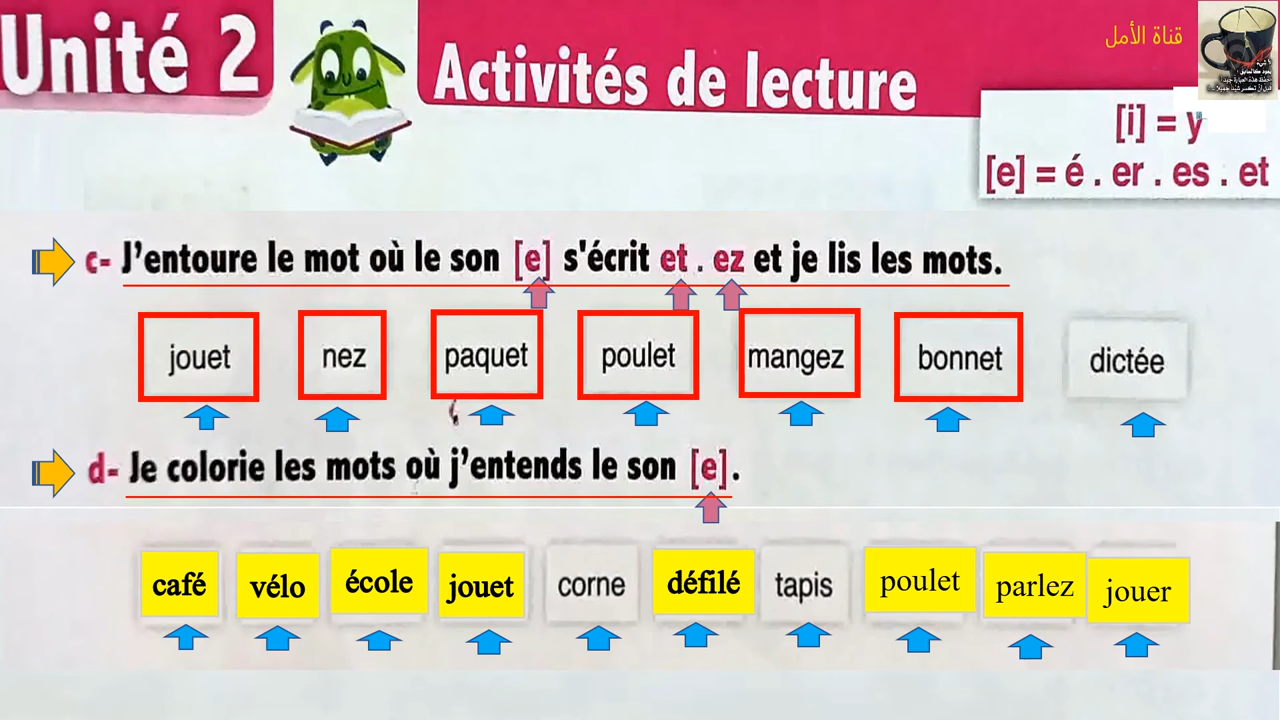 Unité 2
Activités de lecture
قناة الأمل
[i] = y
[e] = é . er . es . et
c- J'entoure le mot où le son [e] s'écrit et . ez et je lis les mots.
jouet nez paquet poulet mangez bonnet dictée
d- Je colorie les mots où j'entends le son [e].
café vélo école jouet corne défilé tapis poulet parlez jouer